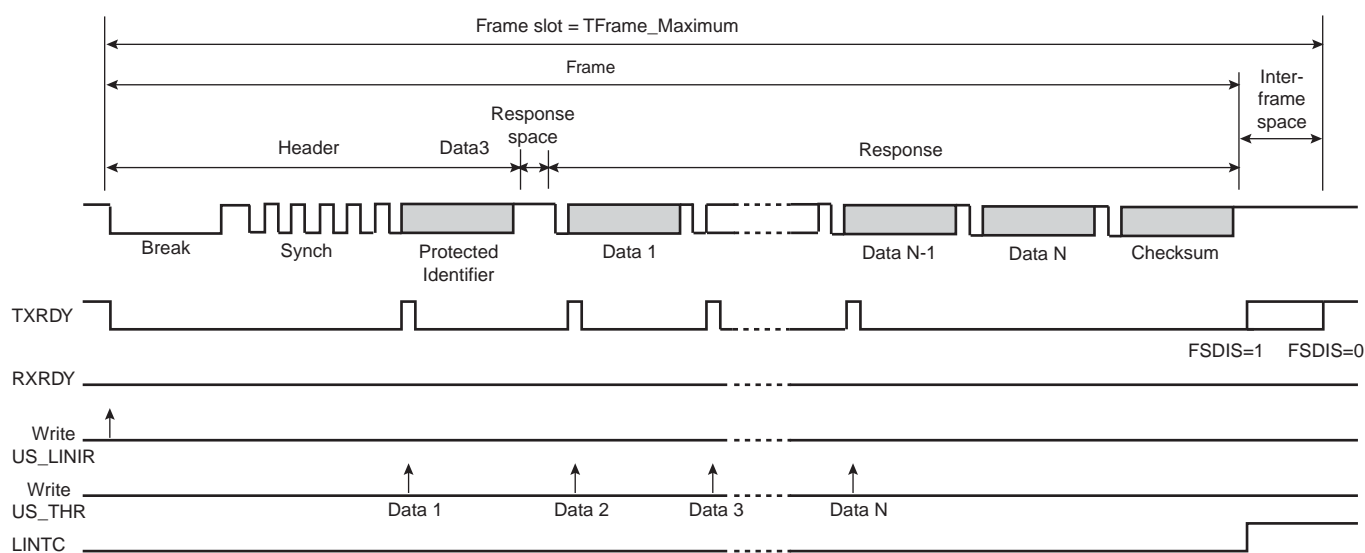 Frame slot = TFrame_Maximum
Frame
Inter-
frame
space
Response
space
Header
Data3
Response
Break
Synch
Protected
Identifier
Data 1
Data N-1
Data N
Checksum
TXRDY
FSDIS=1
FSDIS=0
RXRDY
Write
US_LINIR
Write
US_THR
Data 1
Data 2
Data 3
Data N
LINTC